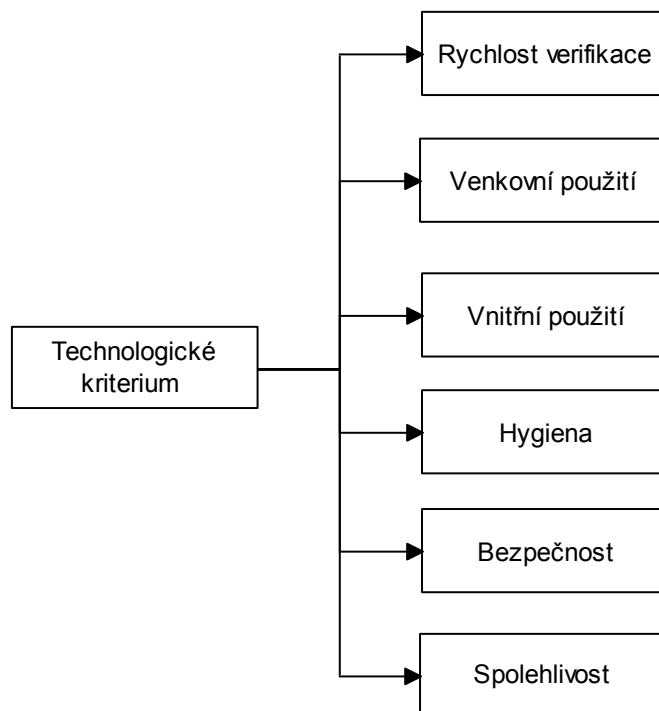 Rychlost verifikace
Venkovní použití
Vnitřní použití
Technologické
kriterium
Hygiena
Bezpečnost
Spolehlivost